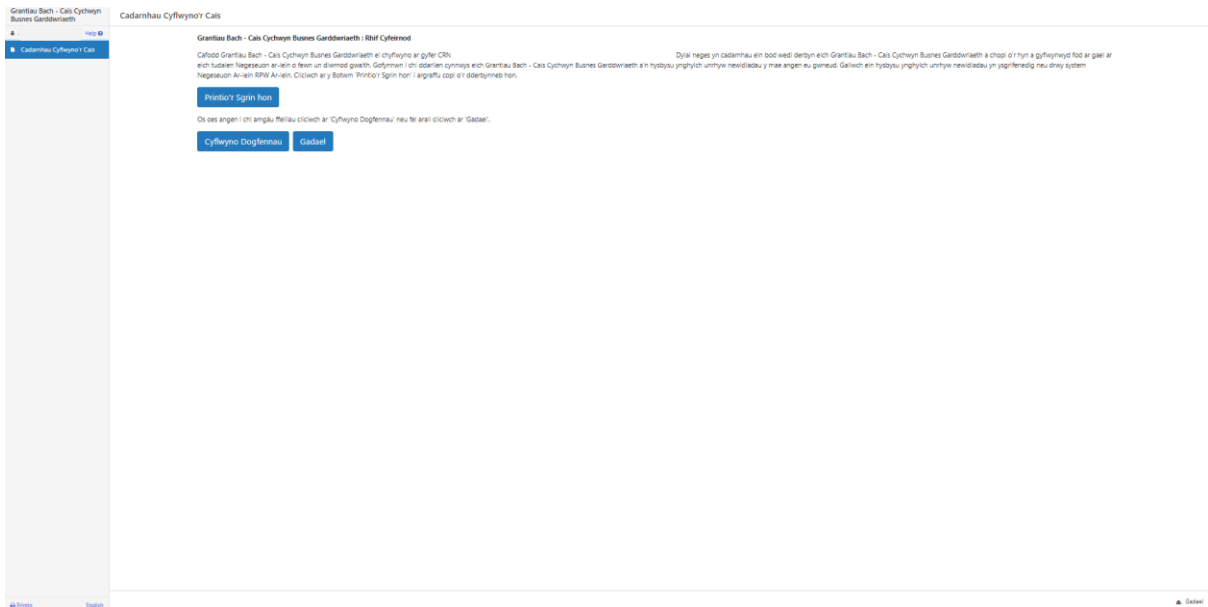 Grantiau Bach - Cais Cychwyn
Busnes Garddwriaeth
Help
Cadarnhau Cyflwyno'r Cais
Cadarnhau Cyflwyno'r Cais
Grantiau Bach - Cais Cychwyn Busnes Garddwriaeth : Rhif Cyfeirnod
Cafodd Grantiau Bach - Cais Cychwyn Busnes Garddwriaeth ei chyflwyno ar gyfer CRN Dylai neges yn cadarnhau ein bod wedi derbyn eich Grantiau Bach - Cais Cychwyn Busnes Garddwriaeth a chopi o'r hyn a gyflwynwyd fod ar gael ar
eich tudalen Negeseuon ar-lein o fewn un diwrnod gwaith. Gofynnwn i chi ddarllen cynnwys eich Grantiau Bach - Cais Cychwyn Busnes Garddwriaeth a'n hysbysu ynghylch unrhyw newidiadau y mae angen eu gwneud. Gallwch ein hysbysu ynghylch unrhyw newidiadau yn ysgrifenedig neu drwy system
Negeseuon Ar-lein RPW Ar-lein. Cliciwch ar y Botwm 'Printio'r Sgrin hon' i argraffu copi o'r dderbynneb hon.
Printio'r Sgrin hon
Os oes angen i chi amgáu ffeiliau cliciwch ar 'Cyflwyno Dogfennau' neu fel arall cliciwch ar 'Gadael'.
Cyflwyno Dogfennau Gadael
Printio English
Gadael